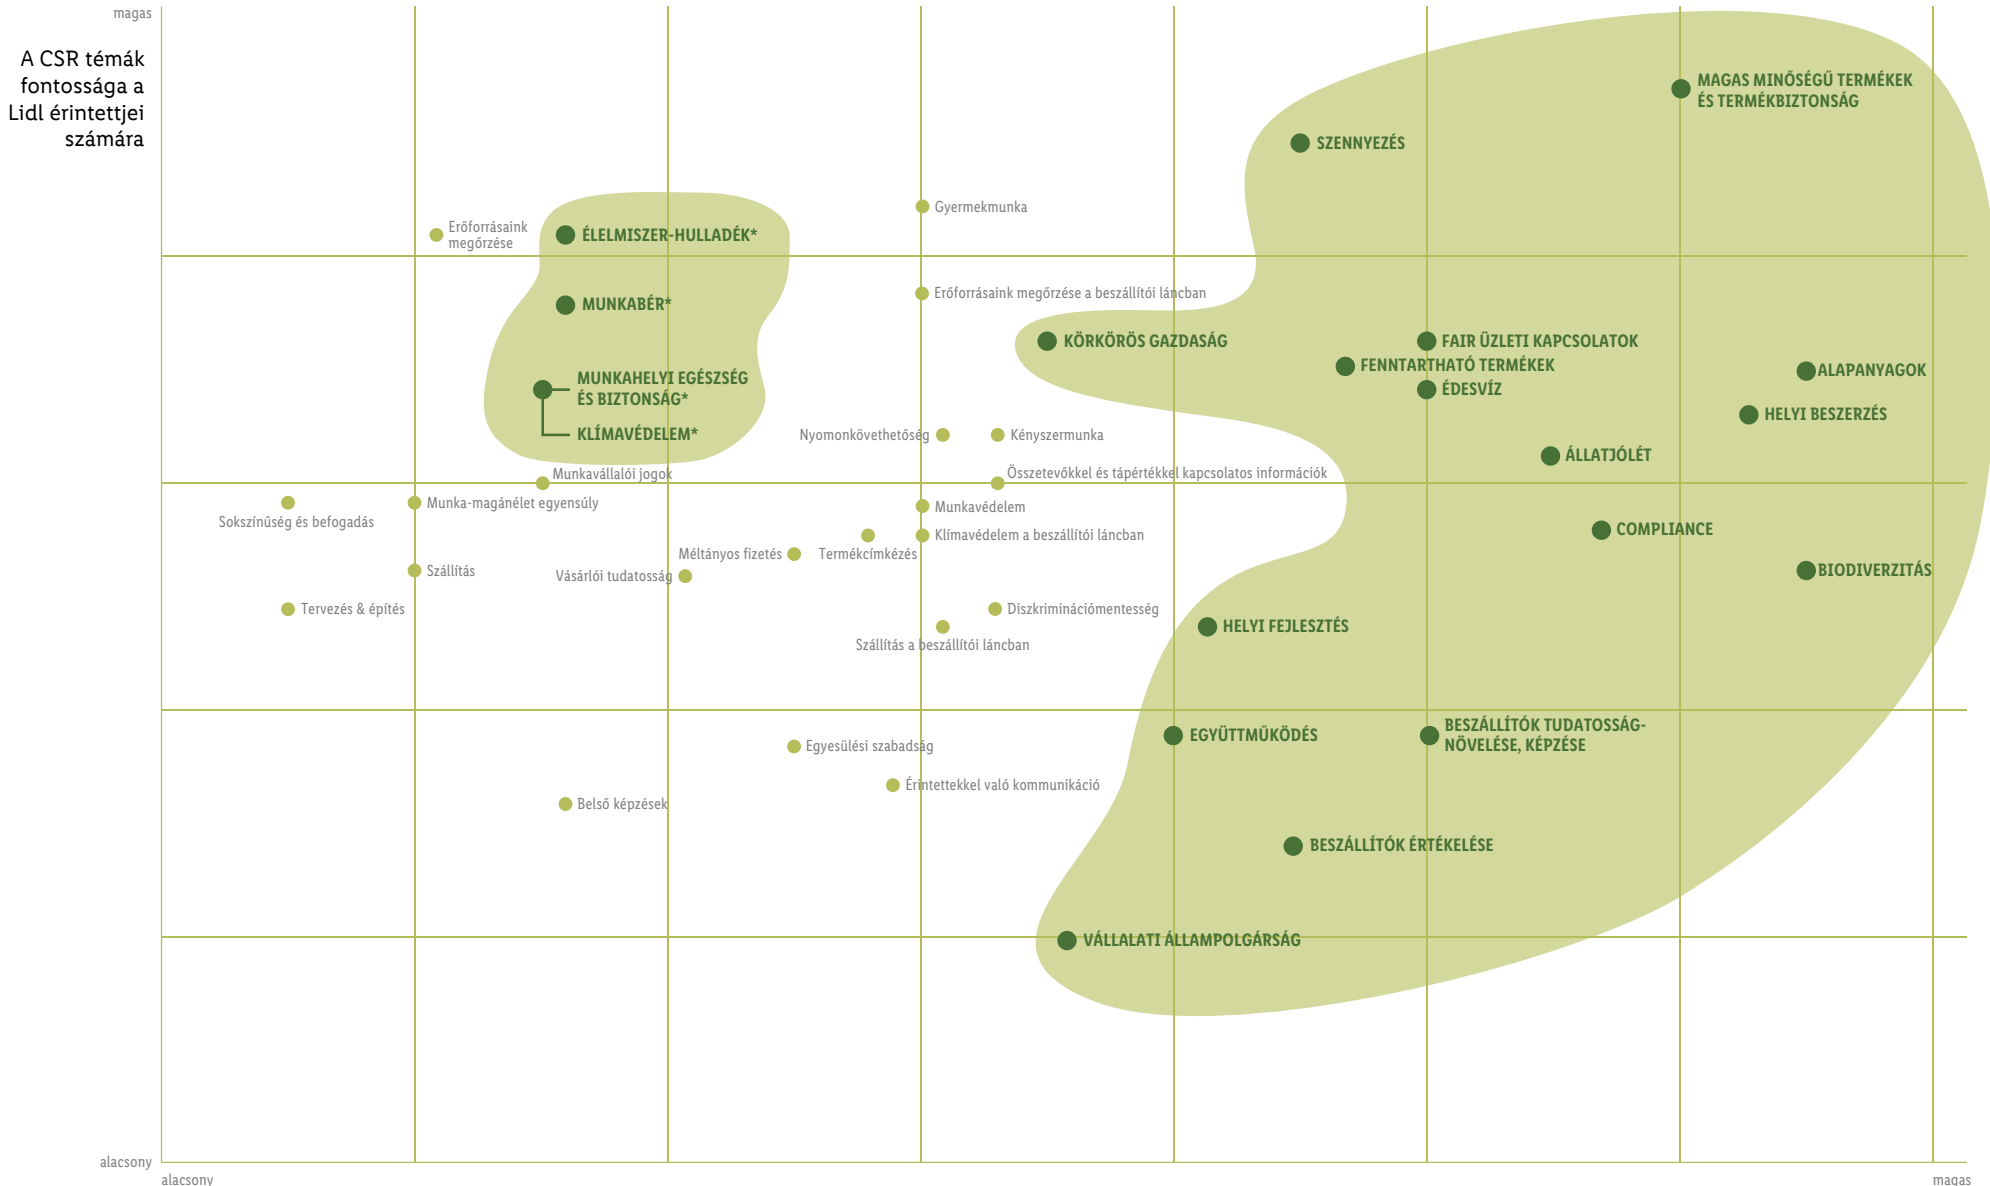 magas
A CSR témák
fontossága a
Lidl érintettjei
számára
MAGAS MINŐSÉGŰ TERMÉKEK
ÉS TERMÉKBIZTONSÁG
SZENNYEZÉS
Gyermekmunka
Erőforrásaink
megőrzése
ÉLELMISZER-HULLADÉK*
Erőforrásaink megőrzése a beszállítói láncban
MUNKABÉR*
KÖRKÖRÖS GAZDASÁG
FAIR ÜZLETI KAPCSOLATOK
FENNTARTHATÓ TERMÉKEK
ALAPANYAGOK
MUNKAHELYI EGÉSZSÉG
ÉS BIZTONSÁG*
ÉDESVÍZ
HELYI BESZERZÉS
KLÍMAVÉDELEM*
Nyomonkövethetőség
Kényszermunka
ÁLLATJÓLÉT
Munkavállalói jogok
Összetevőkkel és tápértékkel kapcsolatos információk
Munka-magánélet egyensúly
Munkavédelem
Sokszínűség és befogadás
COMPLIANCE
Klímavédelem a beszállítói láncban
Méltányos fizetés
Termékcímkézés
Szállítás
Vásárlói tudatosság
BIODIVERZITÁS
Tervezés & építés
Diszkriminációmentesség
HELYI FEJLESZTÉS
Szállítás a beszállítói láncban
BESZÁLLÍTÓK TUDATOSSÁG-
NÖVELÉSE, KÉPZÉSE
EGYÜTTMŰKÖDÉS
Egyesülési szabadság
Érintettekkel való kommunikáció
Belső képzések
BESZÁLLÍTÓK ÉRTÉKELÉSE
VÁLLALATI ÁLLAMPOLGÁRSÁG
alacsony
alacsony
magas